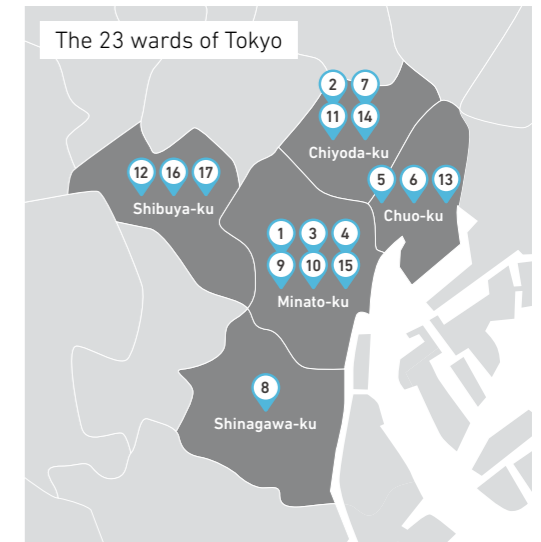 The 23 wards of Tokyo
2 7
11 14
Chiyoda-ku
12 16 17
Shibuya-ku
5 6 13
Chuo-ku
1 3 4
9 10 15
Minato-ku
8
Shinagawa-ku